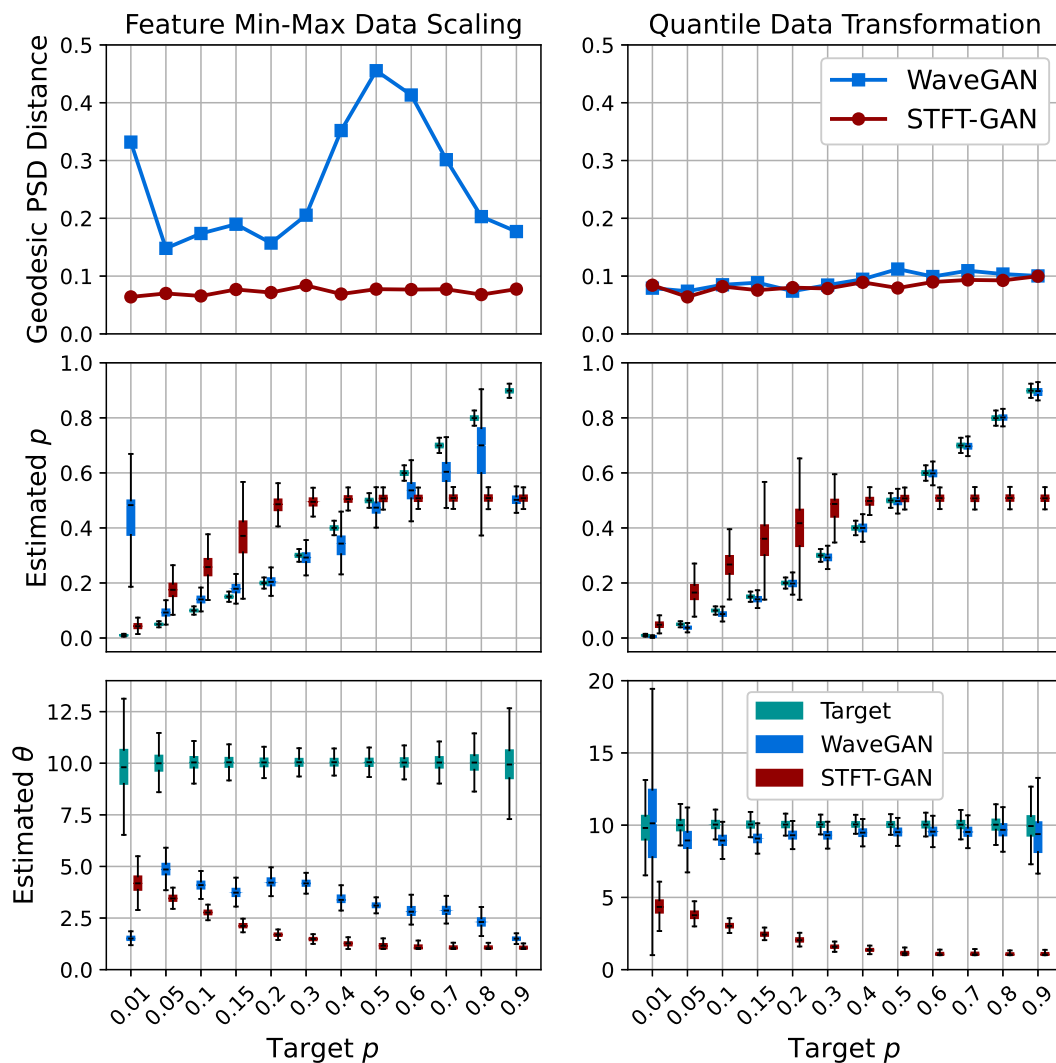 Feature Min-Max Data Scaling
Quantile Data Transformation
Geodesic PSD Distance
0.5
0.4
0.3
0.2
0.1
0.0
0.5
0.4
0.3
0.2
0.1
0.0
WaveGAN
STFT-GAN
Estimated p
1.0
0.8
0.6
0.4
0.2
0.0
1.0
0.8
0.6
0.4
0.2
0.0
Estimated θ
12.5
10.0
7.5
5.0
2.5
0.0
20
15
10
5
0
Target
WaveGAN
STFT-GAN
0.01 0.05 0.1 0.15 0.2 0.3 0.4 0.5 0.6 0.7 0.8 0.9
0.01 0.05 0.1 0.15 0.2 0.3 0.4 0.5 0.6 0.7 0.8 0.9
Target p
Target p